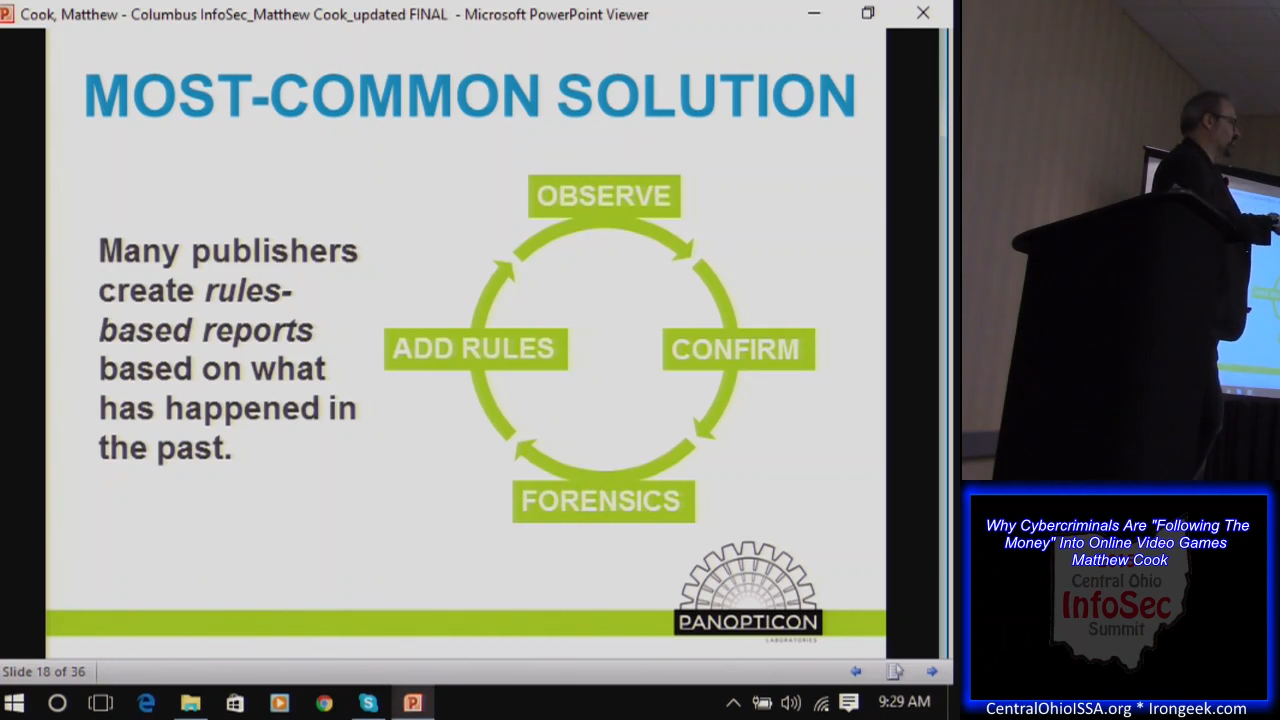 Cook, Matthew - Columbus InfoSec_Matthew Cook_updated FINAL - Microsoft PowerPoint Viewer
MOST-COMMON SOLUTION
Many publishers
create rules-
based reports
based on what
has happened in
the past.
OBSERVE
ADD RULES
CONFIRM
FORENSICS
PANOPTICON
LABORATORIES
Slide 18 of 36
9:29 AM
Why Cybercriminals Are "Following The
Money" Into Online Video Games
Matthew Cook
Central Ohio
InfoSec
Summit
CentralOhioISSA.org * Irongeek.com